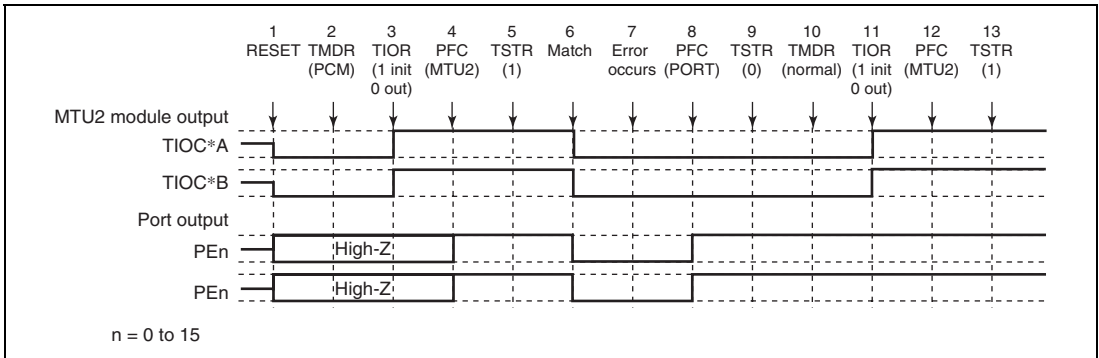 1 2 3 4 5 6 7 8 9 10 11 12 13
RESET TMDR TIOR PFC TSTR Match Error PFC TSTR TMDR TIOR PFC TSTR
(PCM) (1 init (MTU2) (1) occurs (PORT) (0) (normal) (1 init (MTU2) (1)
0 out) 0 out)
MTU2 module output
TIOC*A
TIOC*B
Port output
PEn High-Z
PEn High-Z
n = 0 to 15